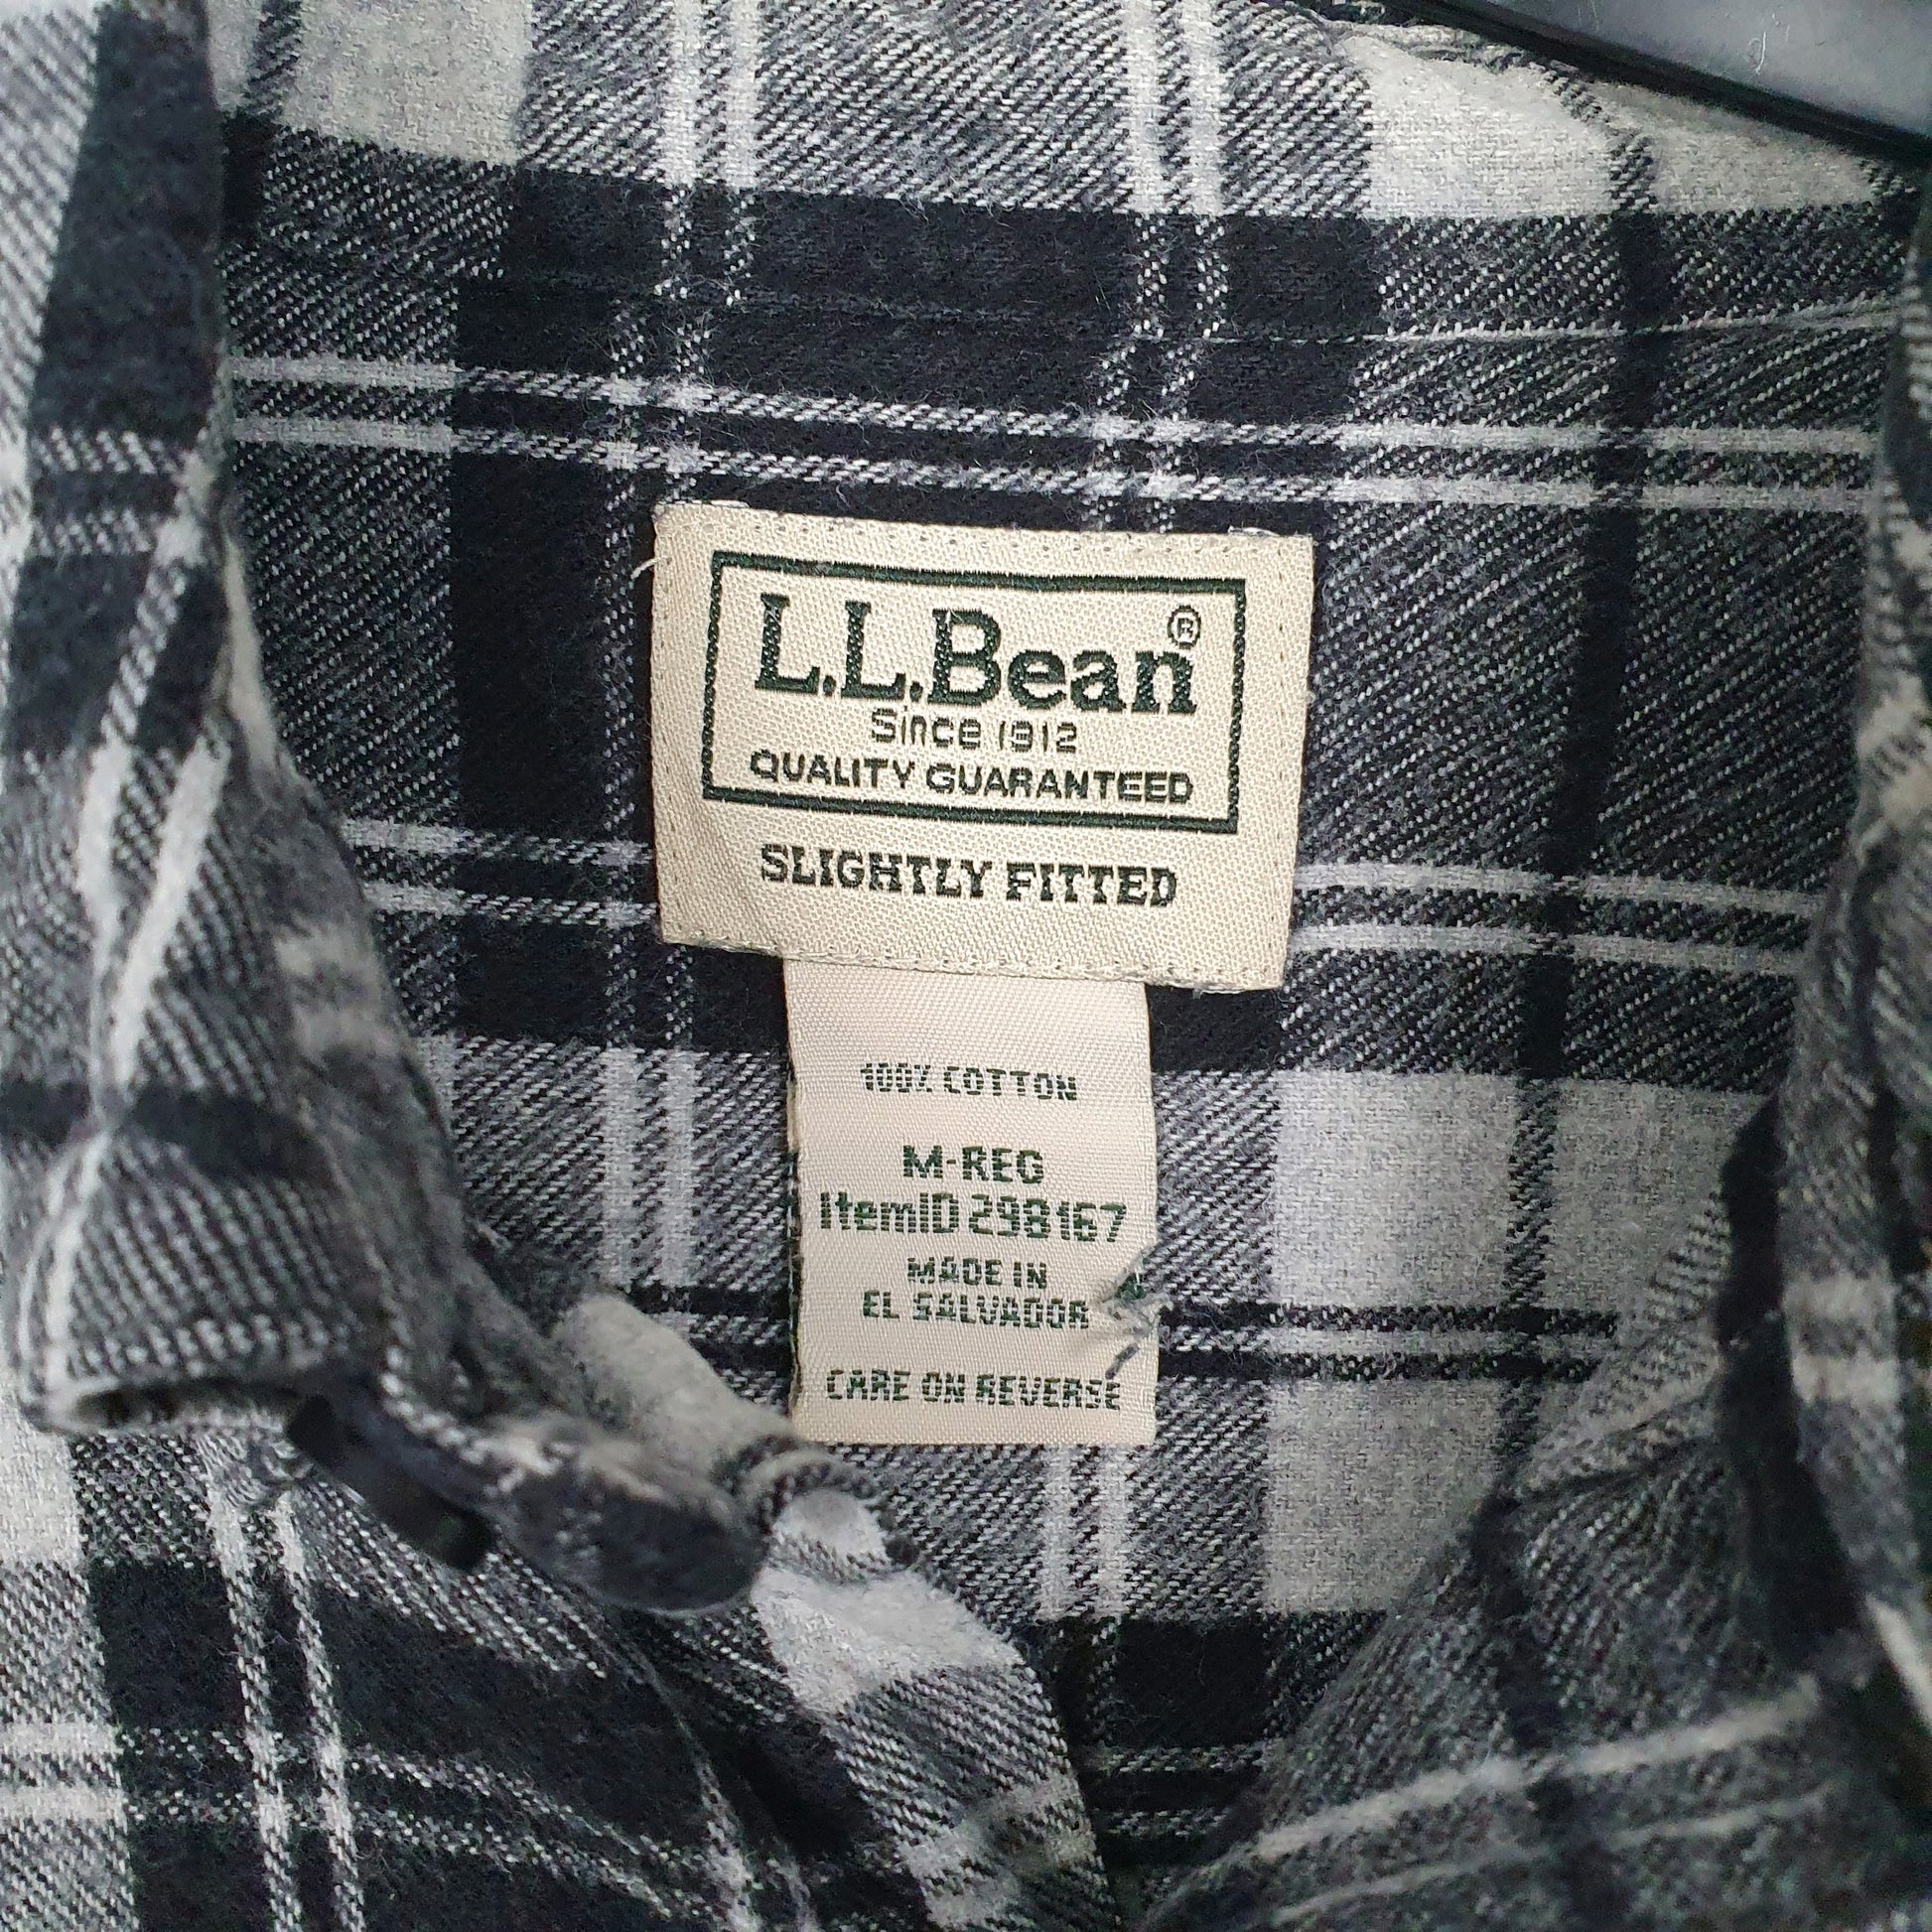 L.L.Bean®
Since 1912
QUALITY GUARANTEED
SLIGHTLY FITTED
100% COTTON
M-REG
ItemID 298167
MADE IN
EL SALVADOR
CARE ON REVERSE